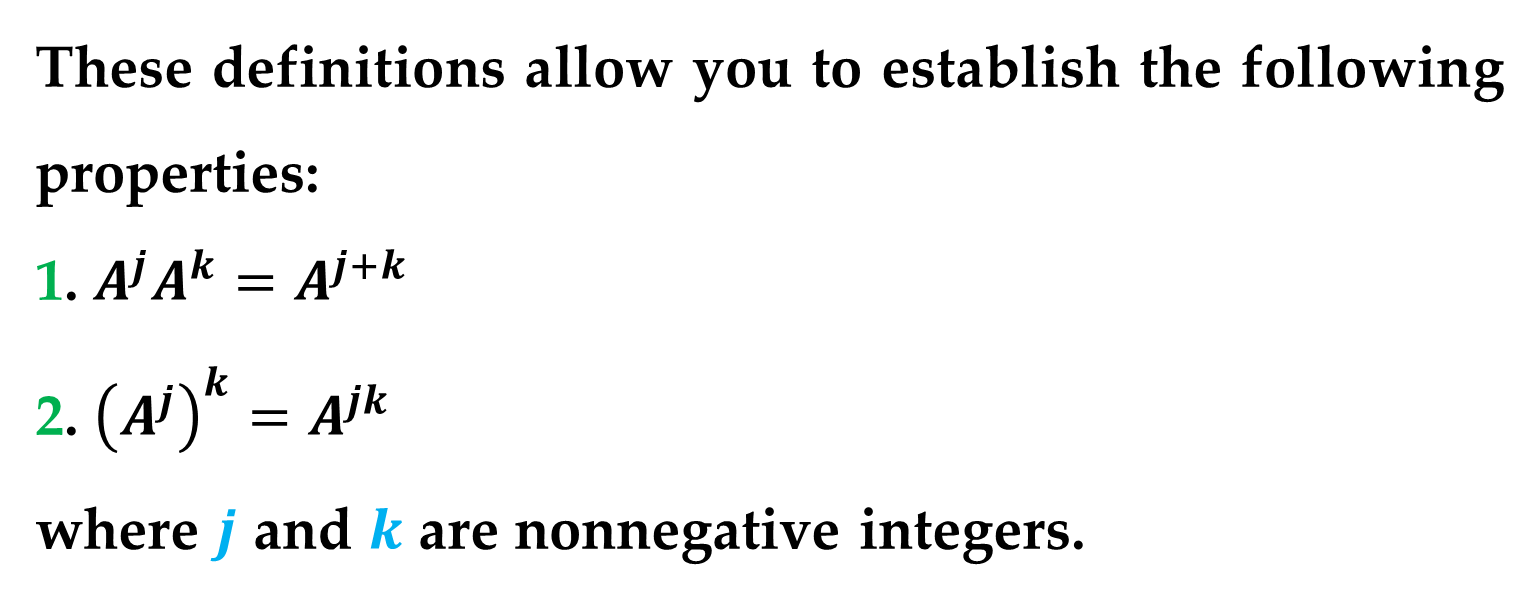 These definitions allow you to establish the following
properties:
1. $A^j A^k = A^{j+k}$
2. $(A^j)^k = A^{jk}$
where j and k are nonnegative integers.